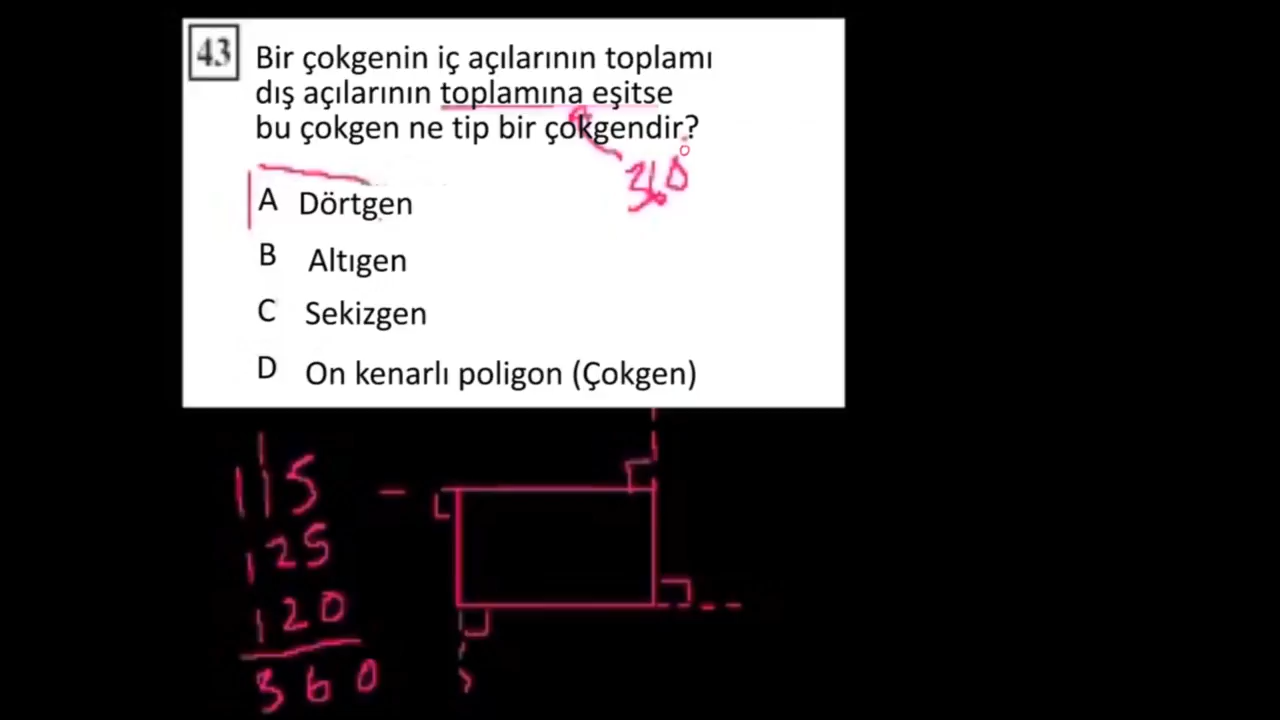 43 Bir çokgenin iç açılarının toplamı
dış açılarının toplamına eşitse
bu çokgen ne tip bir çokgendir?
360°
A Dörtgen
B Altıgen
C Sekizgen
D On kenarlı poligon (Çokgen)
115
125
120
360